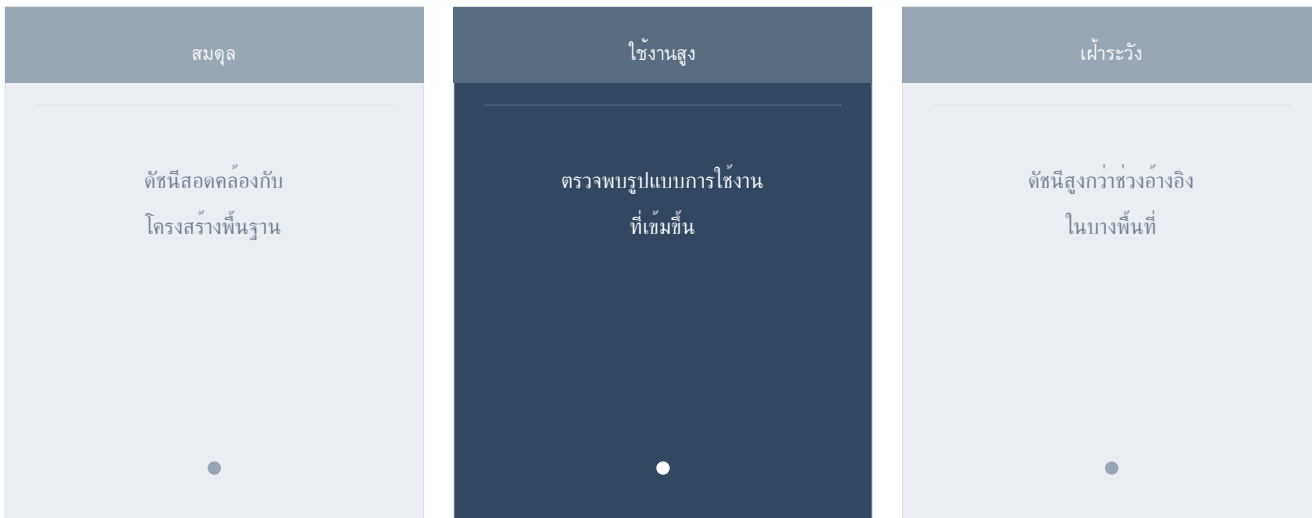 สมดุล
ดัชนีสอดคล้องกับ
โครงสร้างพื้นฐาน
ใช้งานสูง
ตรวจพบรูปแบบการใช้งาน
ที่เข้มขึ้น
เฝ้าระวัง
ดัชนีสูงกว่าช่วงอ้างอิง
ในบางพื้นที่